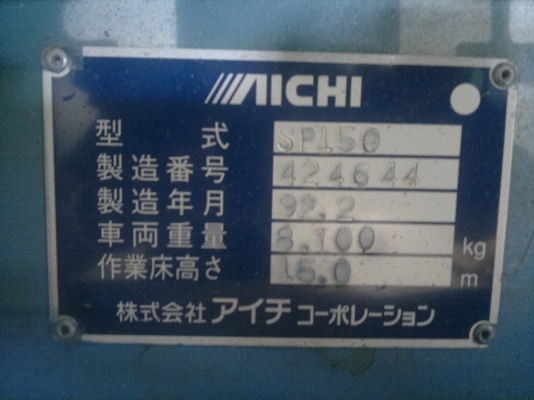 AICHI
型式 SP150
製造番号 424644
製造年月 92.2
車両重量 8,100 kg
作業床高さ 15.0 m
株式会社アイチコーポレーション